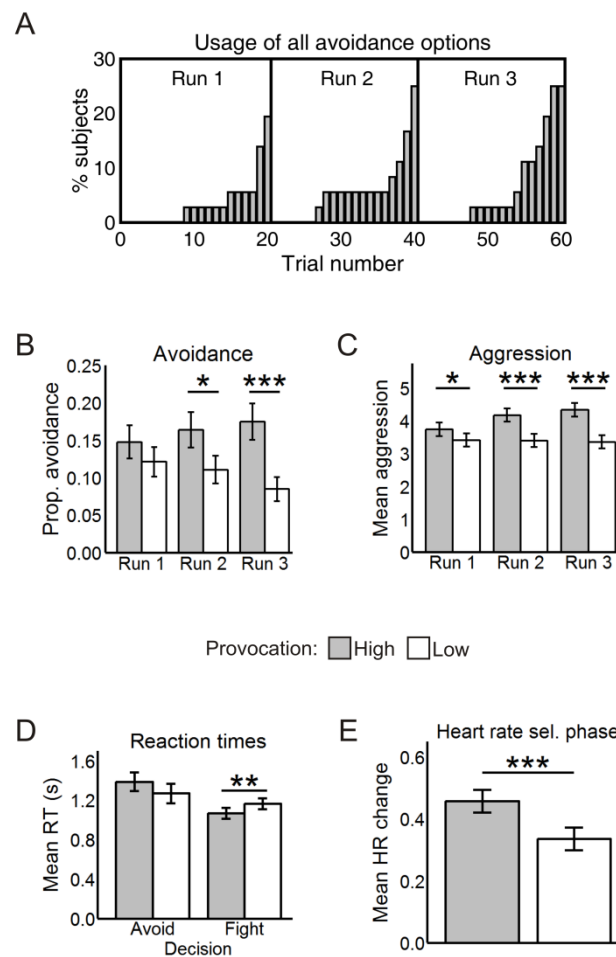 A
Usage of all avoidance options
Run 1 Run 2 Run 3
% subjects
30
20
10
0
0 10 20 30 40 50 60
Trial number
B
Avoidance
* ***
Prop. avoidance
0.25
0.20
0.15
0.10
0.05
0.00
Run 1 Run 2 Run 3
C
Aggression
* *** ***
Mean aggression
5
4
3
2
1
0
Run 1 Run 2 Run 3
Provocation: High Low
D
Reaction times
**
Mean RT (s)
1.6
1.2
0.8
0.4
0.0
Avoid Fight
Decision
E
Heart rate sel. phase
***
Mean HR change
0.6
0.4
0.2
0.0